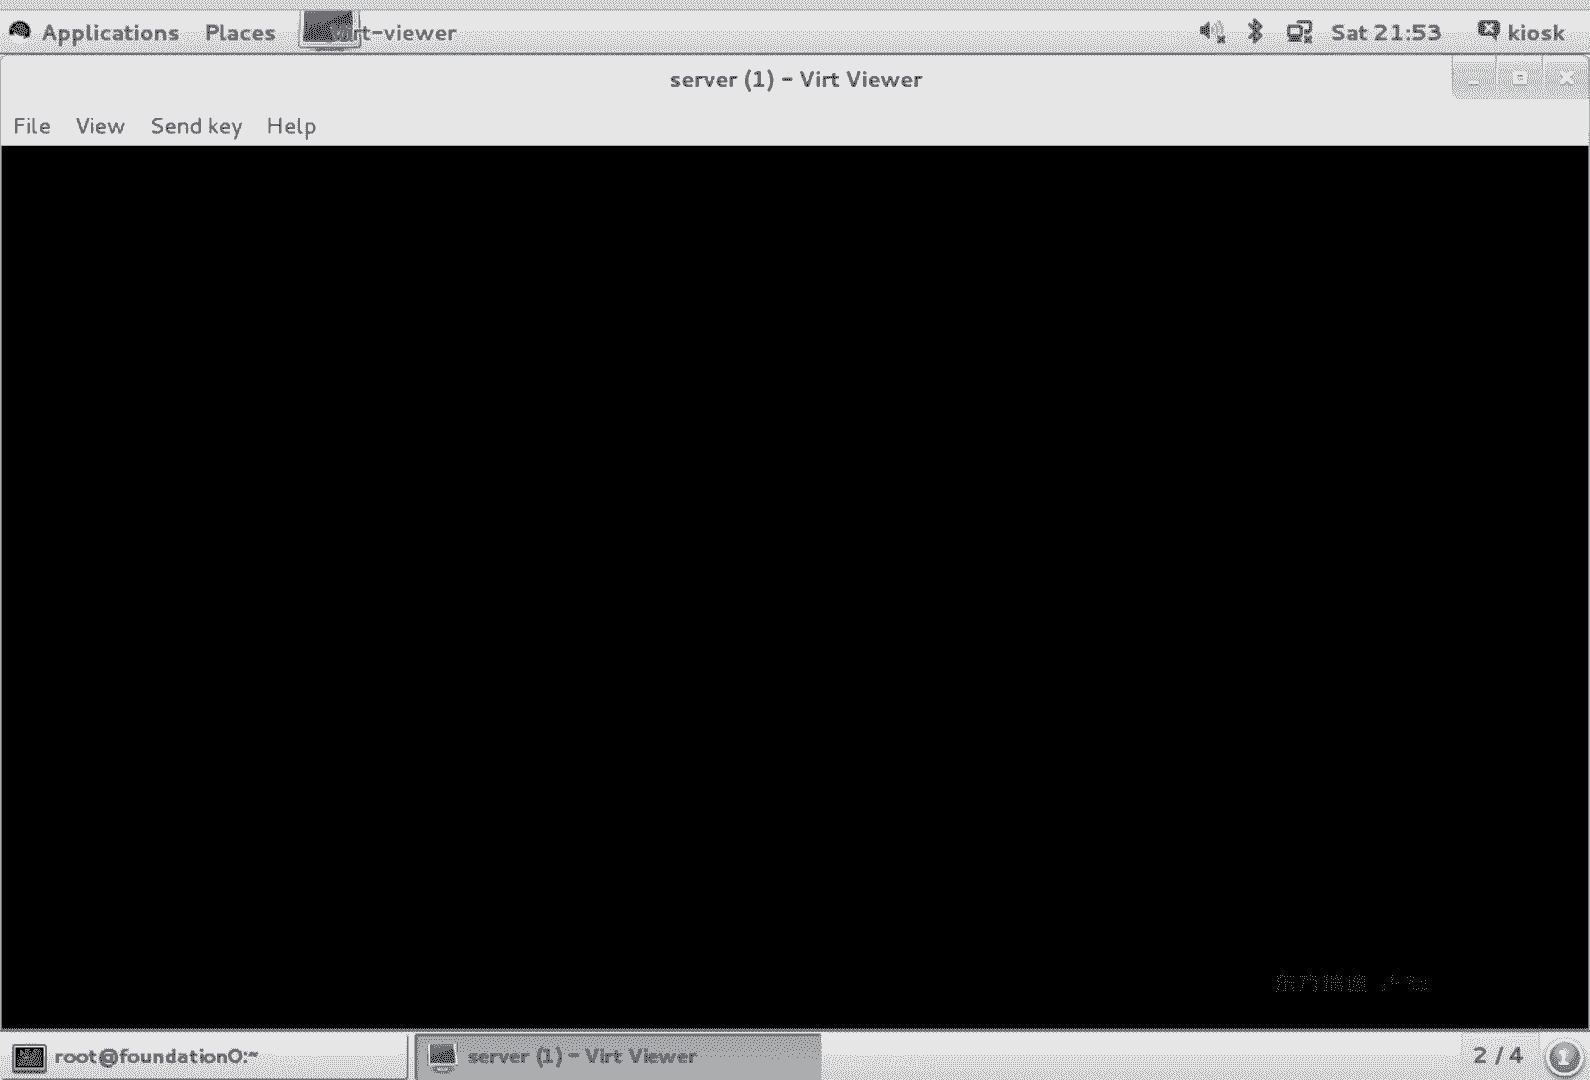 Applications Places virt-viewer Sat 21:53 kiosk
server (1) - Virt Viewer
File View Send key Help
root@foundation0:~ server (1) - Virt Viewer 2 / 4 1